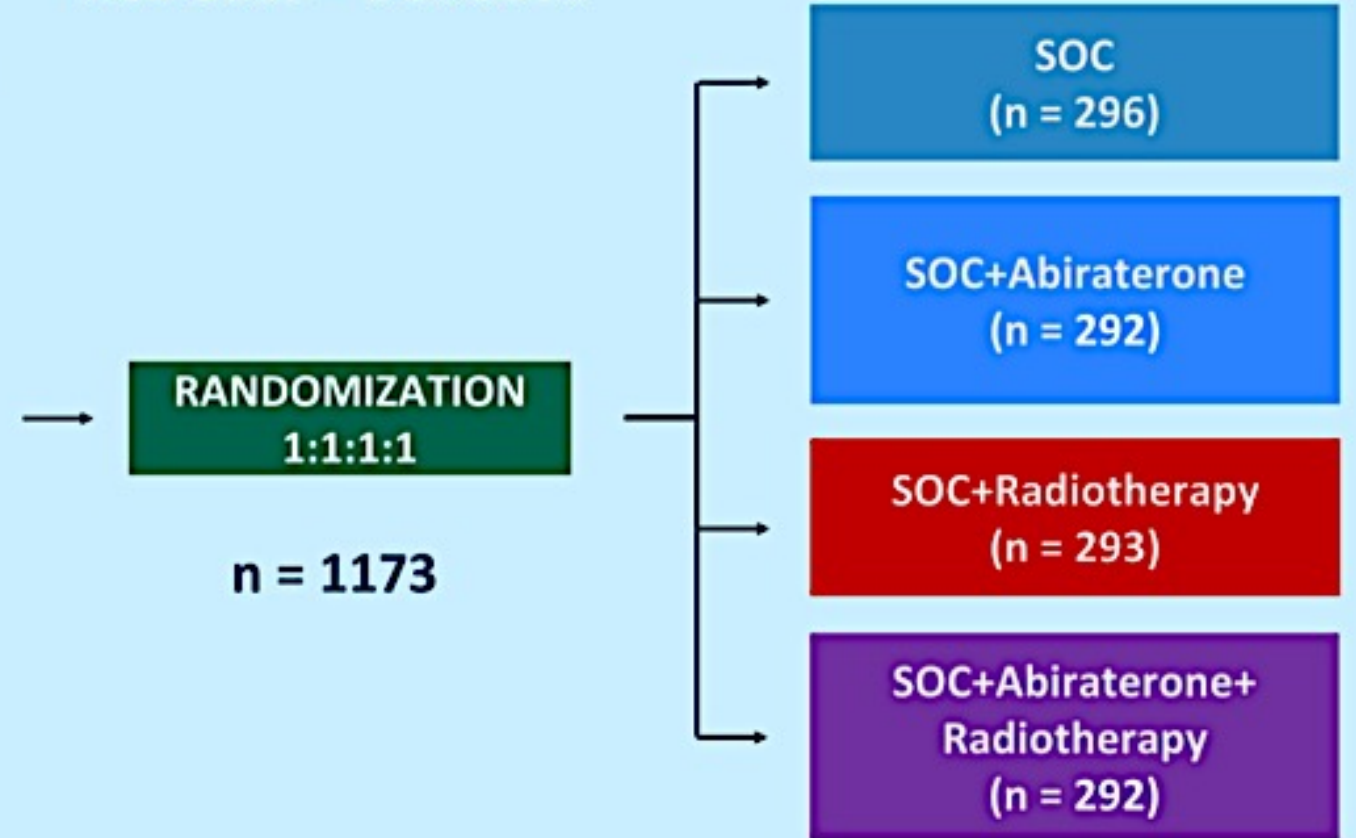 RANDOMIZATION
1:1:1:1
n = 1173
SOC
(n = 296)
SOC+Abiraterone
(n = 292)
SOC+Radiotherapy
(n = 293)
SOC+Abiraterone+
Radiotherapy
(n = 292)